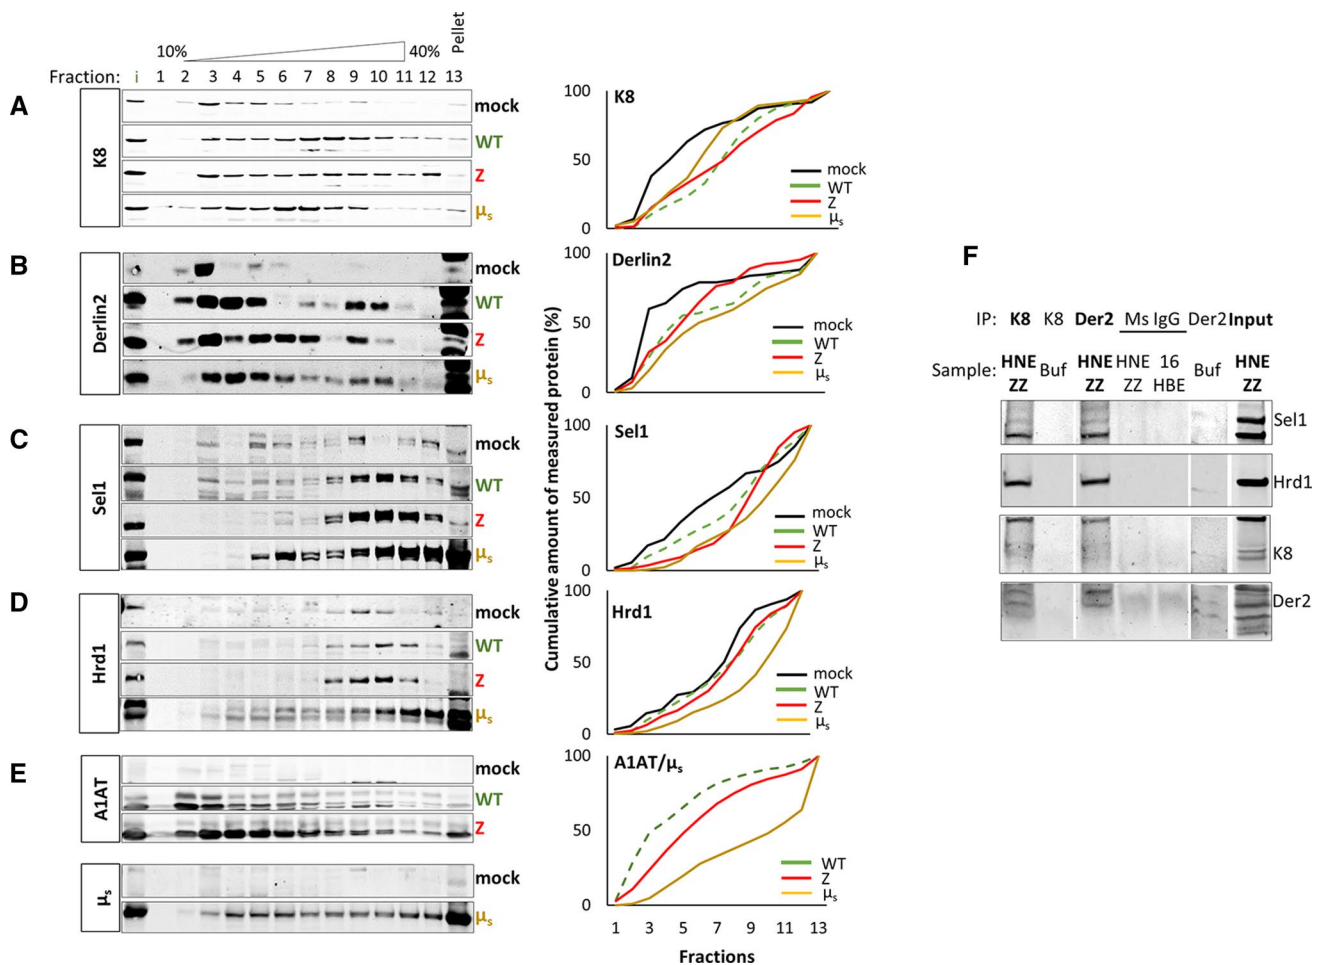 10% 40% Pellet
Fraction: i 1 2 3 4 5 6 7 8 9 10 11 12 13
A
K8
mock
WT
Z
μs
100
50
0
K8
mock
WT
Z
μs
B
Derlin2
mock
WT
Z
μs
100
50
0
Derlin2
mock
WT
Z
μs
C
Sel1
mock
WT
Z
μs
100
50
0
Sel1
mock
WT
Z
μs
D
Hrd1
mock
WT
Z
μs
100
50
0
Hrd1
mock
WT
Z
μs
E
A1AT
mock
WT
Z
μs
mock
μs
100
50
0
A1AT/μs
WT
Z
μs
1 3 5 7 9 11 13
Fractions
Cumulative amount of measured protein (%)
F
IP: K8 K8 Der2 Ms IgG Der2 Input
Sample: HNE ZZ Buf HNE ZZ HNE ZZ 16 HBE Buf HNE ZZ
Sel1
Hrd1
K8
Der2